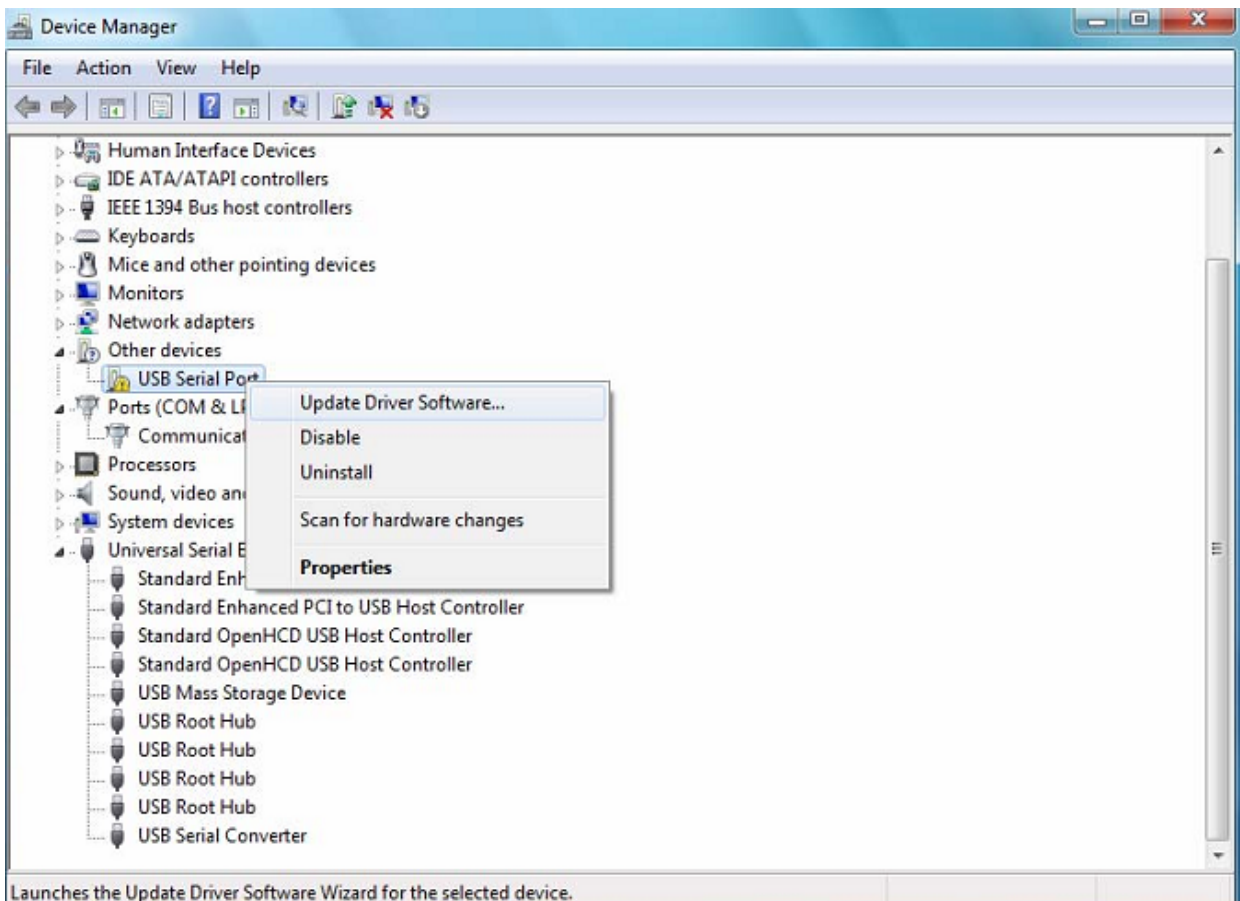 Device Manager
File Action View Help
Human Interface Devices
IDE ATA/ATAPI controllers
IEEE 1394 Bus host controllers
Keyboards
Mice and other pointing devices
Monitors
Network adapters
Other devices
USB Serial Port
Ports (COM &
Communicat
Processors
Sound, video an
System devices
Universal Serial
Standard Enh
Standard Enhanced PCI to USB Host Controller
Standard OpenHCD USB Host Controller
Standard OpenHCD USB Host Controller
USB Mass Storage Device
USB Root Hub
USB Root Hub
USB Root Hub
USB Root Hub
USB Serial Converter
Update Driver Software...
Disable
Uninstall
Scan for hardware changes
Properties
Launches the Update Driver Software Wizard for the selected device.